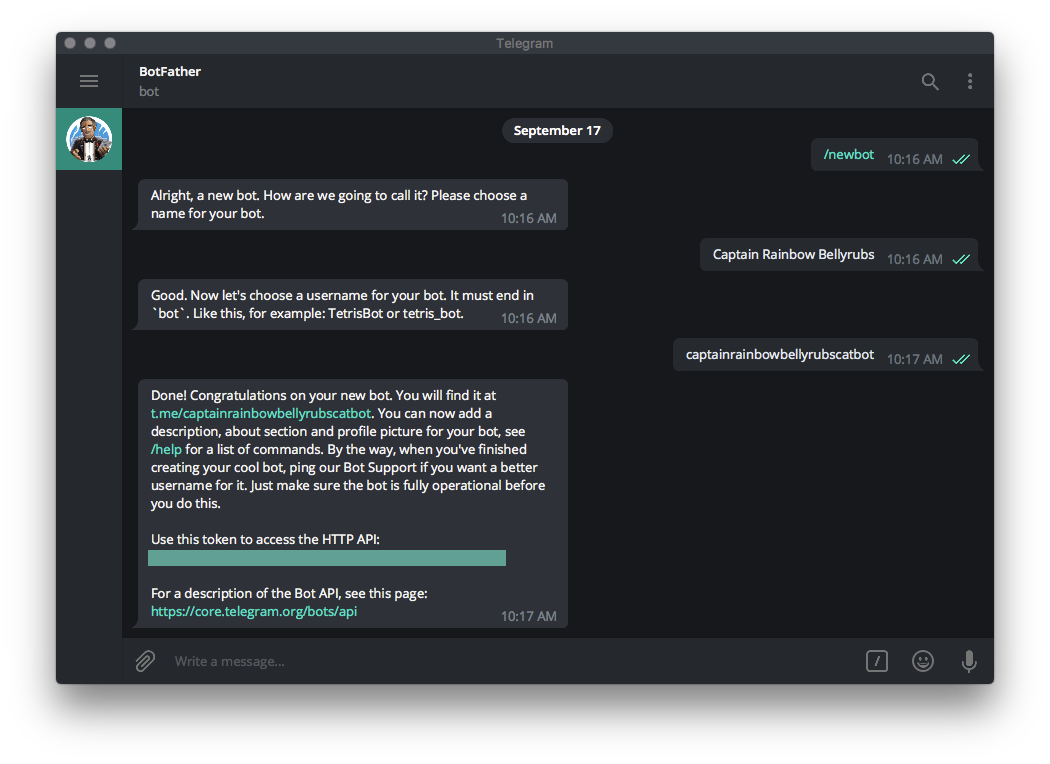 Telegram
BotFather
bot
September 17
/newbot 10:16 AM
Alright, a new bot. How are we going to call it? Please choose a
name for your bot.
10:16 AM
Captain Rainbow Bellyrubs 10:16 AM
Good. Now let's choose a username for your bot. It must end in
`bot`. Like this, for example: TetrisBot or tetris_bot.
10:16 AM
captainrainbowbellyrubscatbot 10:17 AM
Done! Congratulations on your new bot. You will find it at
t.me/captainrainbowbellyrubscatbot. You can now add a
description, about section and profile picture for your bot, see
/help for a list of commands. By the way, when you've finished
creating your cool bot, ping our Bot Support if you want a better
username for it. Just make sure the bot is fully operational before
you do this.
Use this token to access the HTTP API:
For a description of the Bot API, see this page:
https://core.telegram.org/bots/api
10:17 AM
Write a message...
/